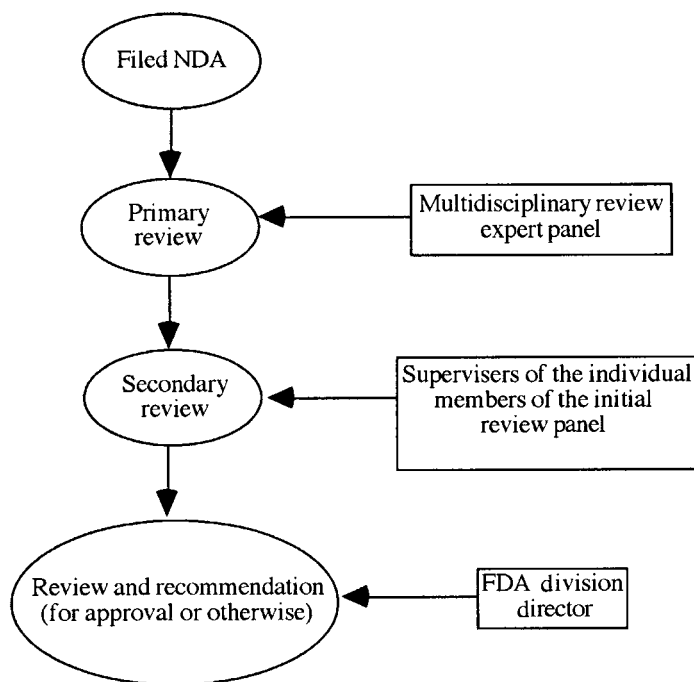 Filed NDA
Primary
review
Multidisciplinary review
expert panel
Secondary
review
Supervisers of the individual
members of the initial
review panel
Review and recommendation
(for approval or otherwise)
FDA division
director